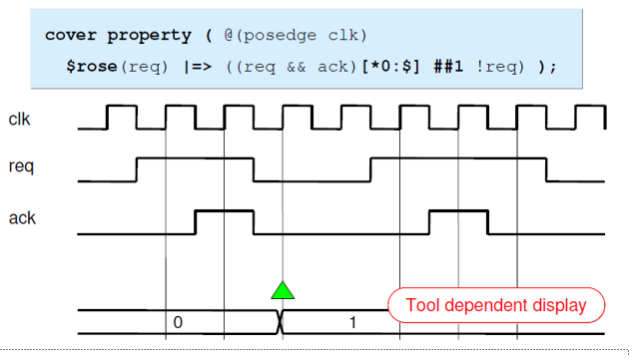 cover property ( @(posedge clk)
$rose(req) |=> ((req && ack)[*0:$] ##1 !req) );
clk
req
ack
Tool dependent display
0 1